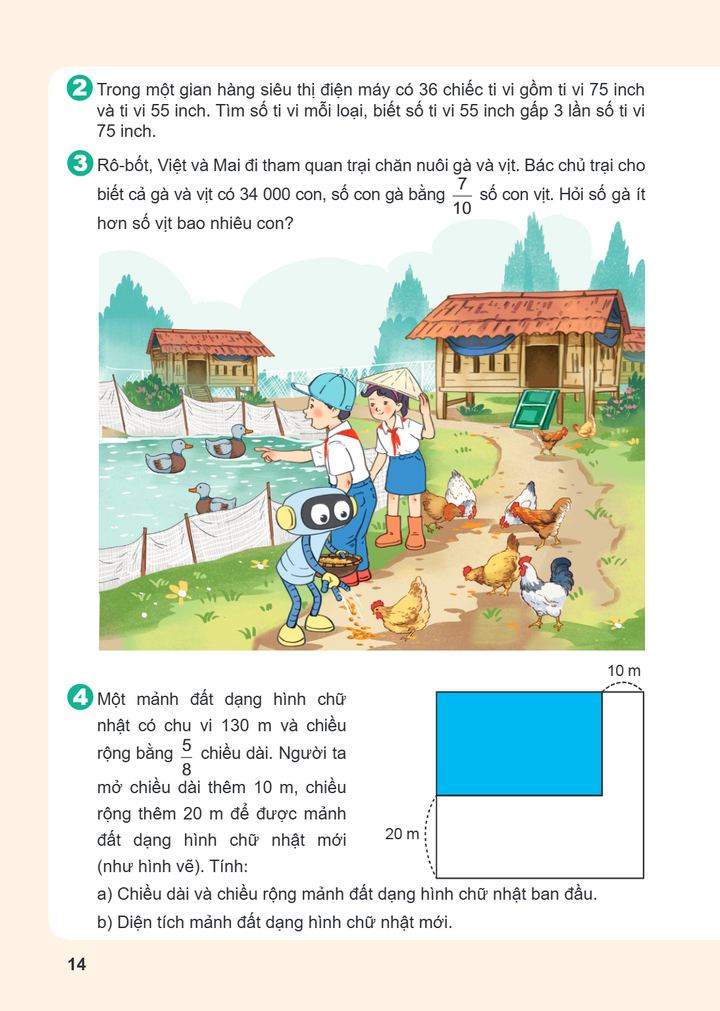 2 Trong một gian hàng siêu thị điện máy có 36 chiếc ti vi gồm ti vi 75 inch
và ti vi 55 inch. Tìm số ti vi mỗi loại, biết số ti vi 55 inch gấp 3 lần số ti vi
75 inch.
3 Rô-bốt, Việt và Mai đi tham quan trại chăn nuôi gà và vịt. Bác chủ trại cho
biết cả gà và vịt có 34 000 con, số con gà bằng 7/10 số con vịt. Hỏi số gà ít
hơn số vịt bao nhiêu con?
4 Một mảnh đất dạng hình chữ
nhật có chu vi 130 m và chiều
rộng bằng 5/8 chiều dài. Người ta
mở chiều dài thêm 10 m, chiều
rộng thêm 20 m để được mảnh
đất dạng hình chữ nhật mới
(như hình vẽ). Tính:
10 m
20 m
a) Chiều dài và chiều rộng mảnh đất dạng hình chữ nhật ban đầu.
b) Diện tích mảnh đất dạng hình chữ nhật mới.
14